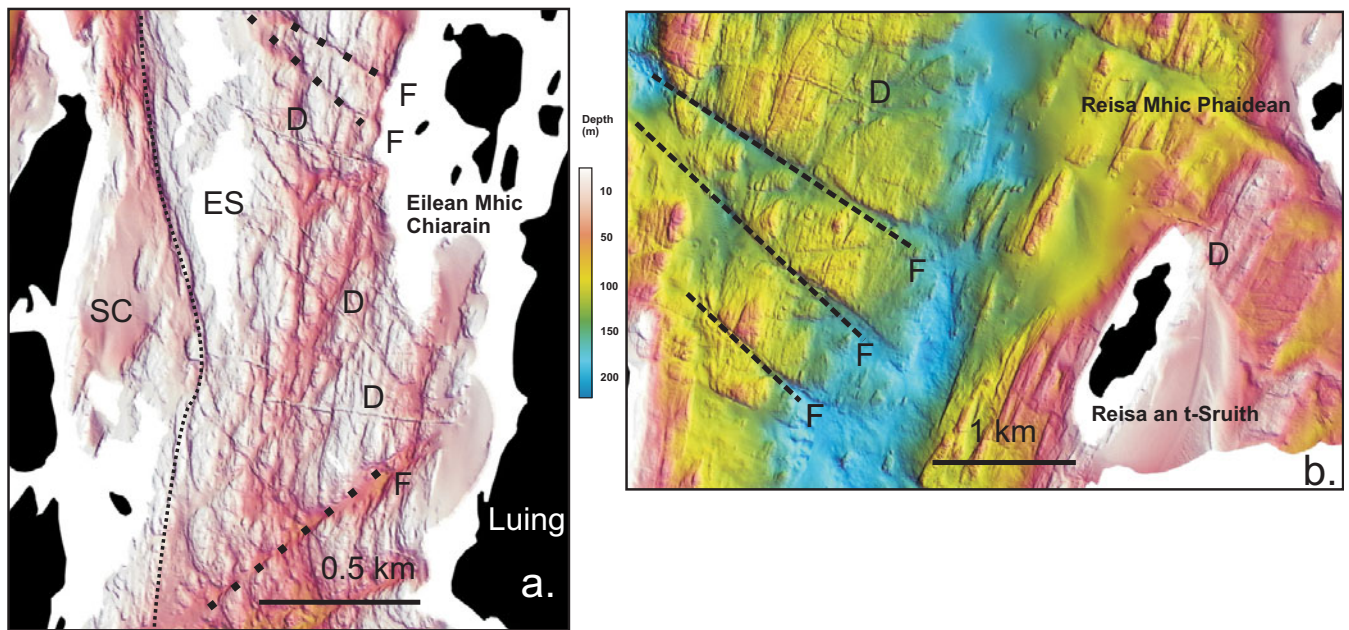 F
F
D
ES
Eilean Mhic
Chiarain
SC
D
D
F
Luing
0.5 km
a.
Depth
(m)
10
50
100
150
200
D
Reisa Mhic Phaidean
D
F
F
F
Reisa an t-Sruith
1 km
b.